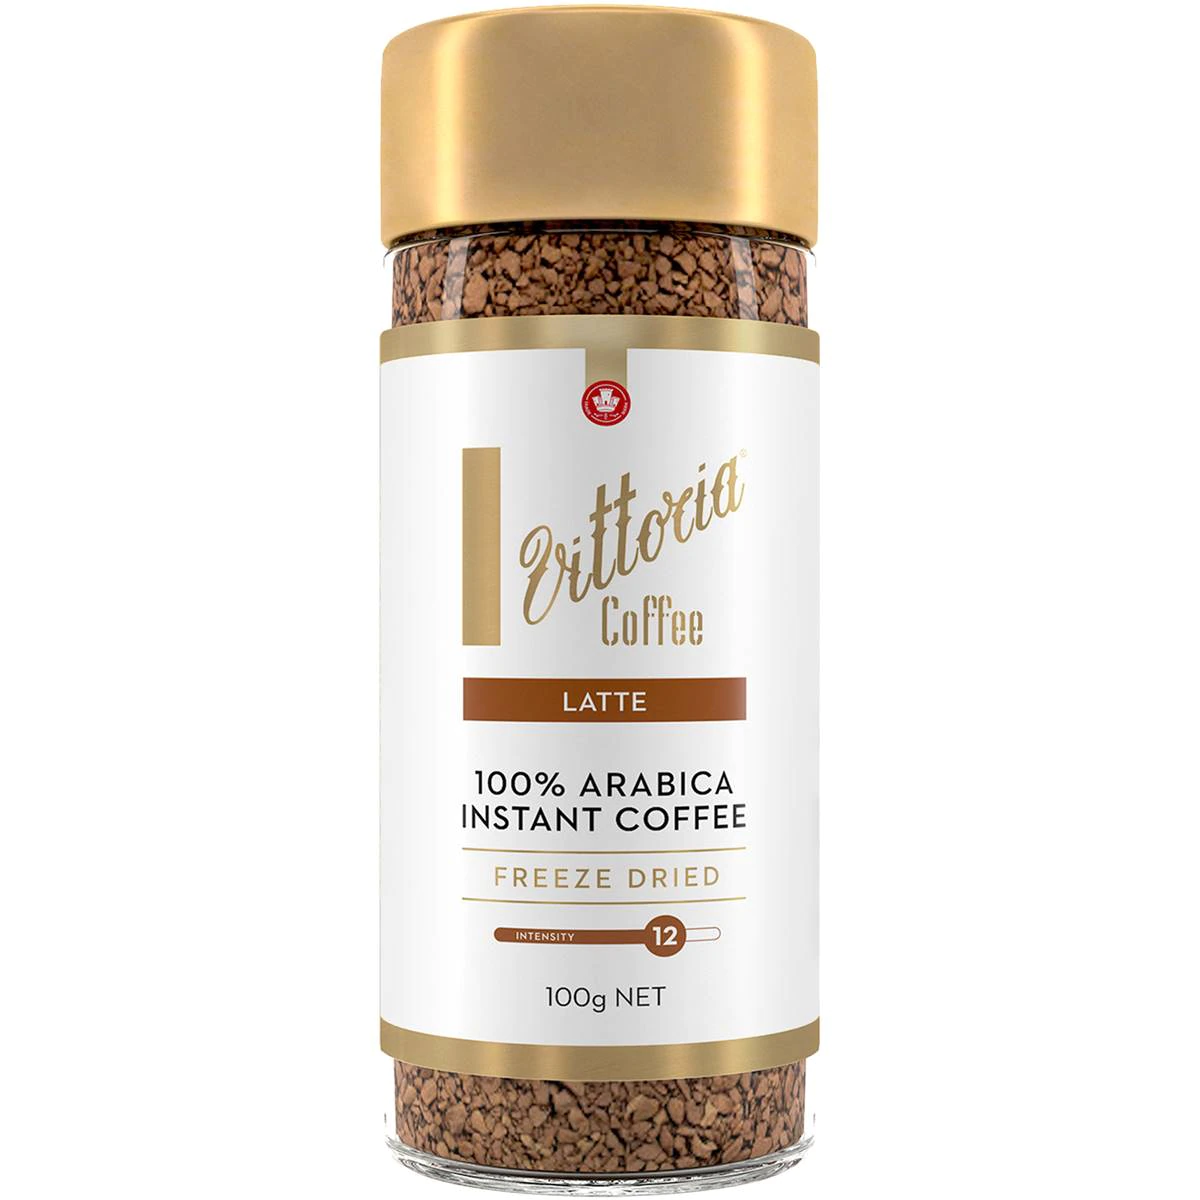 Vittoria®
Coffee
LATTE
100% ARABICA
INSTANT COFFEE
FREEZE DRIED
INTENSITY 12
100g NET